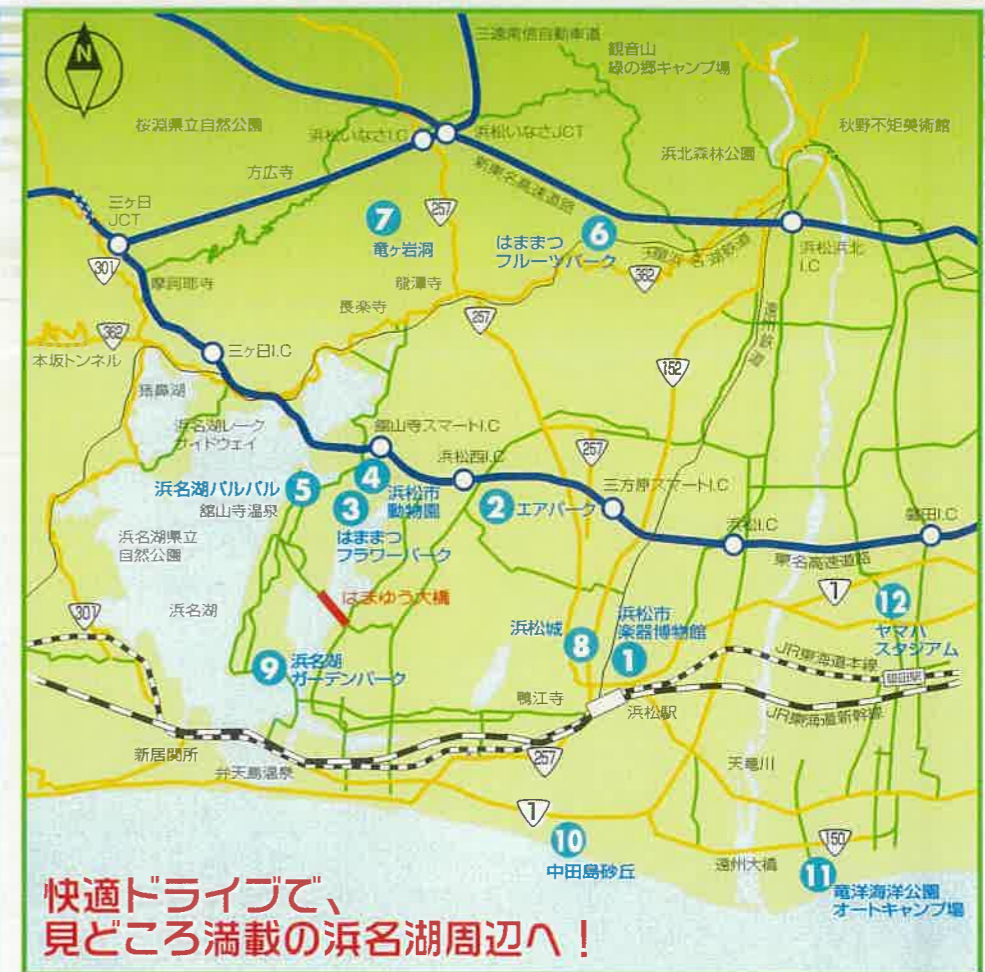 N
三遠南信自動車道
観音山
緑の郷キャンプ場
桜淵県立自然公園
浜松いなさI.C
浜松いなさJCT
秋野不矩美術館
浜北森林公園
方広寺
新東名高速道路
三ヶ日
JCT
7
竜ヶ岩洞
257
はままつ
フルーツパーク
6
天竜浜名湖鉄道
362
浜松浜北
I.C
301
摩訶耶寺
龍潭寺
長楽寺
257
遠州鉄道
362
本坂トンネル
三ヶ日I.C
152
猪鼻湖
浜名湖レーク
サイドウェイ
舘山寺スマートI.C
浜松西I.C
257
三方原スマートI.C
浜名湖パルパル
5
舘山寺温泉
4
浜松市
動物園
3
はままつ
フラワーパーク
2
エアパーク
浜松I.C
磐田I.C
東名高速道路
浜名湖県立
自然公園
はまゆう大橋
1
12
ヤマハ
スタジアム
301
浜名湖
浜松城
8
浜松市
楽器博物館
1
9
浜名湖
ガーデンパーク
JR東海道本線
磐田駅
鴨江寺
浜松駅
JR東海道新幹線
新居関所
弁天島温泉
257
天竜川
1
10
中田島砂丘
150
遠州大橋
11
竜洋海洋公園
オートキャンプ場
快適ドライブで、
見どころ満載の浜名湖周辺へ!